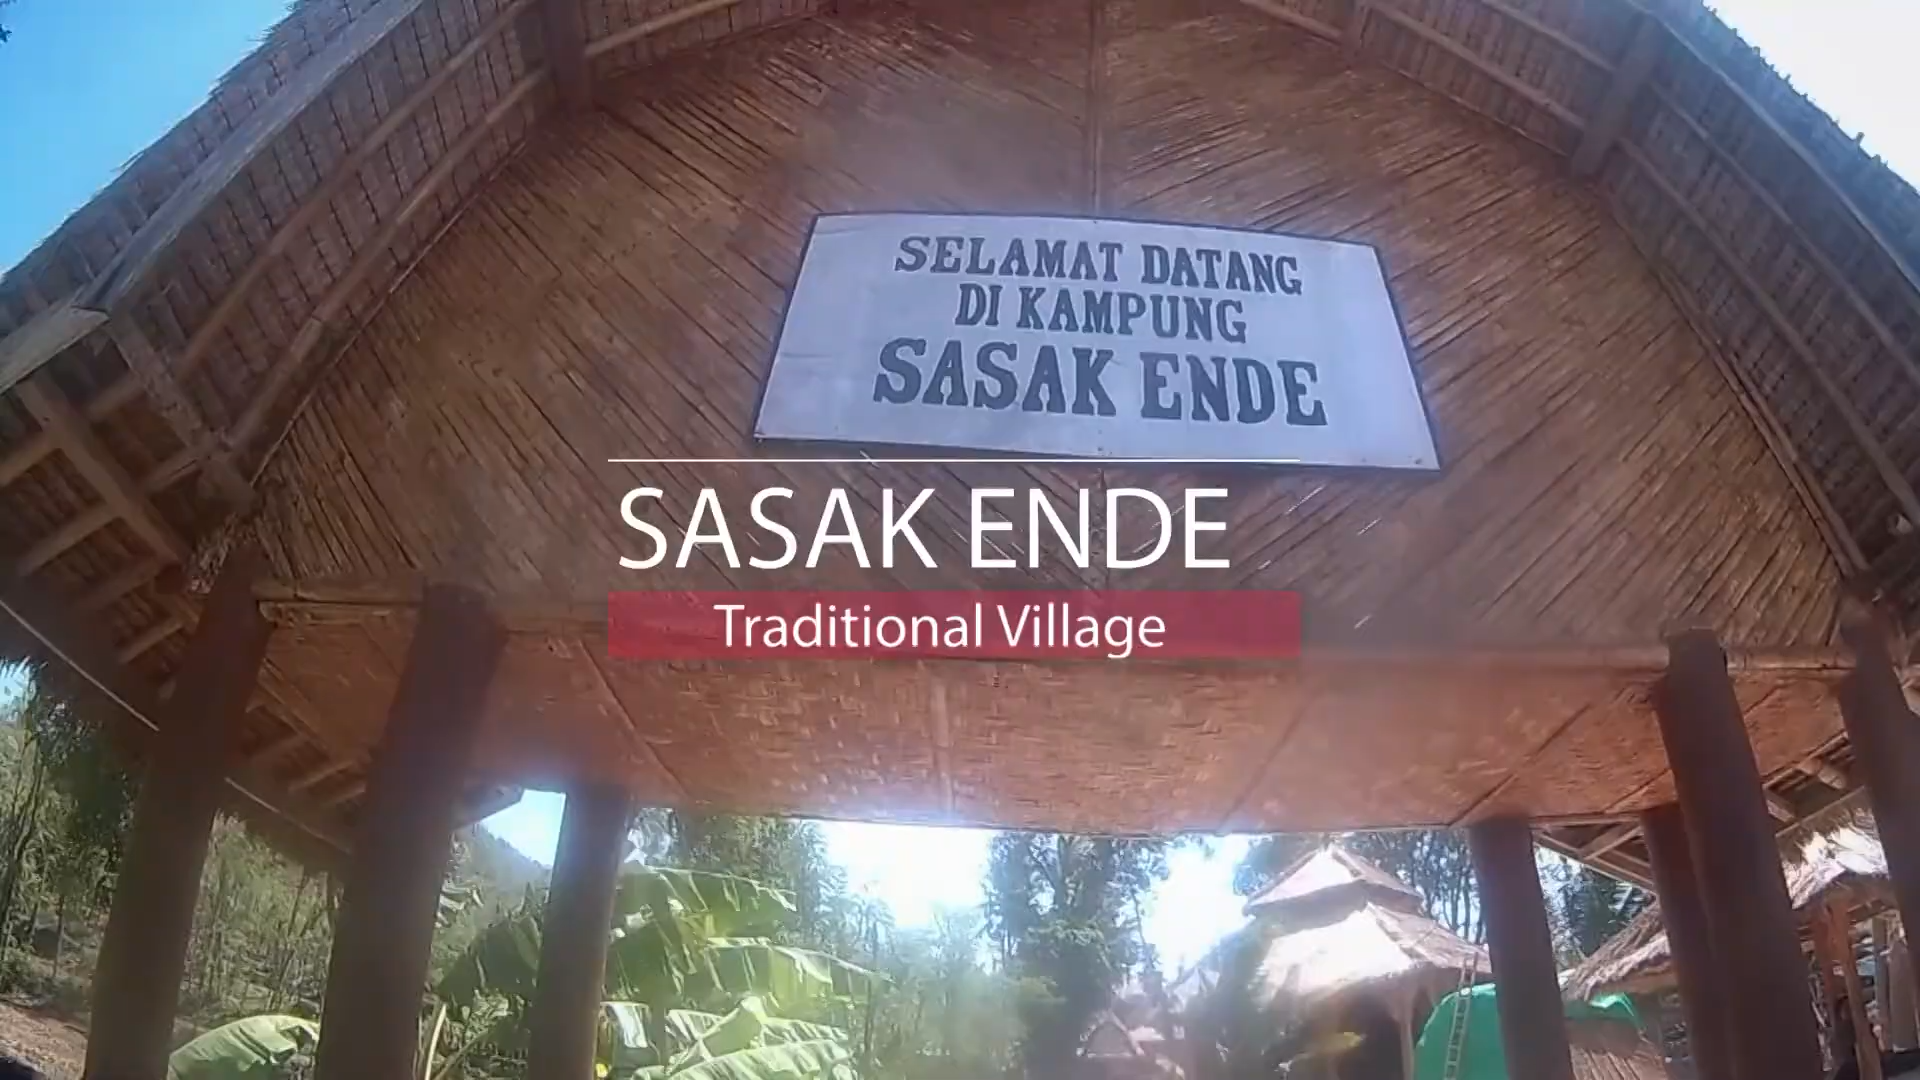 SELAMAT DATANG
DI KAMPUNG
SASAK ENDE
SASAK ENDE
Traditional Village